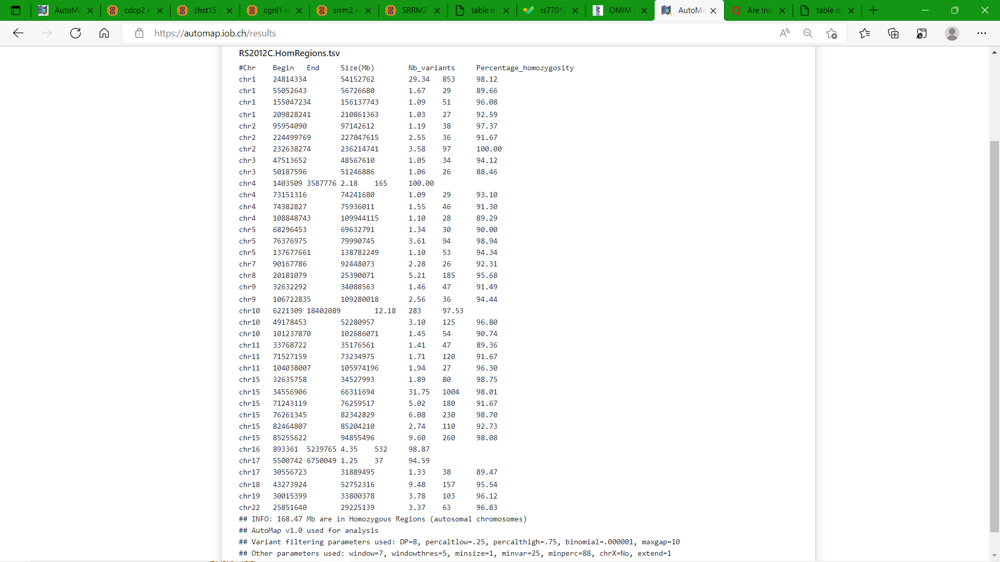 AutoMa
cdcp2 r
chst15
cgnl1 re
srrm2 r
SRRM2
table o
rs7701
OMIM
AutoMa
Are Ind
table o
https://automap.iob.ch/results
RS2012C.HomRegions.tsv
#Chr Begin End Size(Mb) Nb_variants Percentage_homozygosity
chr1 24814334 54152762 29.34 853 98.12
chr1 55052643 56726680 1.67 29 89.66
chr1 155047234 156137743 1.09 51 96.08
chr1 209828241 210861363 1.03 27 92.59
chr2 95954090 97142612 1.19 38 97.37
chr2 224499769 227047615 2.55 36 91.67
chr2 232638274 236214741 3.58 97 100.00
chr3 47513652 48567610 1.05 34 94.12
chr3 50187596 51246886 1.06 26 88.46
chr4 1403509 3587776 2.18 165 100.00
chr4 73151316 74241680 1.09 29 93.10
chr4 74382827 75936011 1.55 46 91.30
chr4 108848743 109944115 1.10 28 89.29
chr5 68296453 69632791 1.34 30 90.00
chr5 76376975 79990745 3.61 94 98.94
chr5 137677661 138782249 1.10 53 94.34
chr7 90167786 92448073 2.28 26 92.31
chr8 20181079 25390071 5.21 185 95.68
chr9 32632292 34088563 1.46 47 91.49
chr9 106722835 109280018 2.56 36 94.44
chr10 6221309 18402089 12.18 283 97.53
chr10 49178453 52280957 3.10 125 96.80
chr10 101237870 102686071 1.45 54 90.74
chr11 33768722 35176561 1.41 47 89.36
chr11 71527159 73234975 1.71 120 91.67
chr11 104038007 105974196 1.94 27 96.30
chr15 32635758 34527993 1.89 80 98.75
chr15 34556906 66311694 31.75 1004 98.01
chr15 71243119 76259517 5.02 180 91.67
chr15 76261345 82342829 6.08 230 98.70
chr15 82464807 85204210 2.74 110 92.73
chr15 85255622 94855496 9.60 260 98.08
chr16 893361 5239765 4.35 532 98.87
chr17 5500742 6750049 1.25 37 94.59
chr17 30556723 31889495 1.33 38 89.47
chr18 43273924 52752316 9.48 157 95.54
chr19 30015399 33800378 3.78 103 96.12
chr22 25851640 29225139 3.37 63 96.83
## INFO: 168.47 Mb are in Homozygous Regions (autosomal chromosomes)
## AutoMap v1.0 used for analysis
## Variant filtering parameters used: DP=8, percaltlow=.25, percalthigh=.75, binomial=.000001, maxgap=10
## Other parameters used: window=7, windowthres=5, minsize=1, minvar=25, minperc=88, chrX=No, extend=1